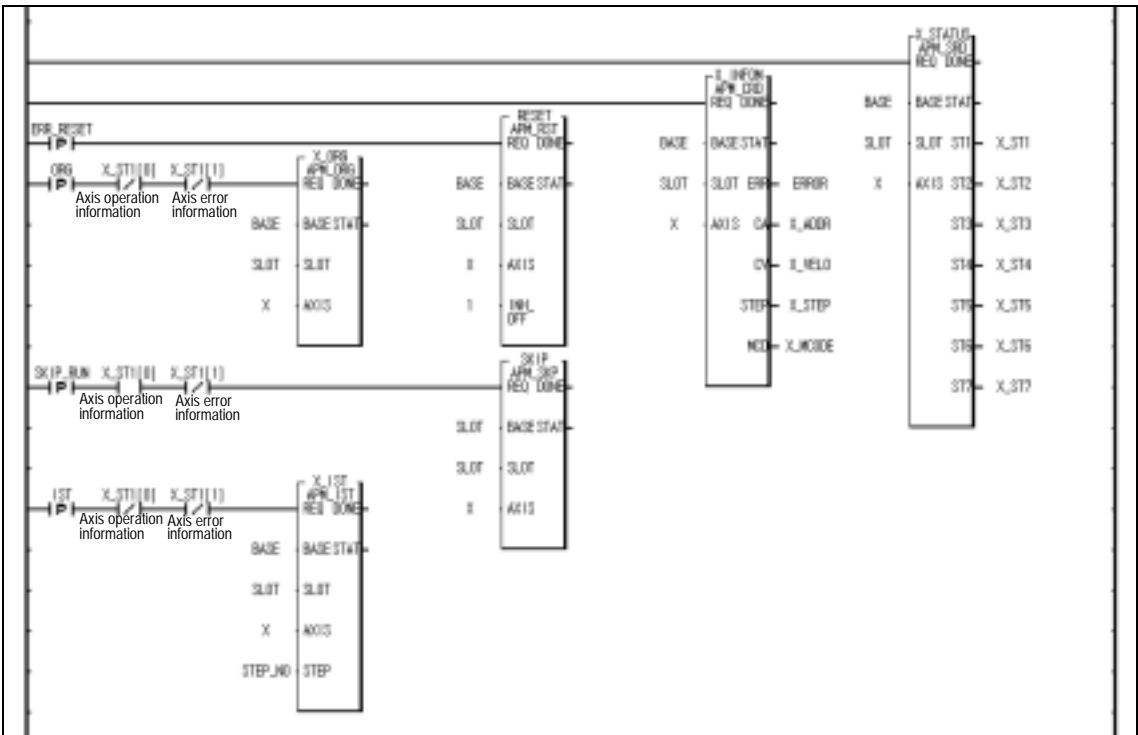 X_STATUS
APM_SRD
REQ DONE
X_INFON
APM_CRD
REQ DONE
BASE BASE STAT
ERR_RESET
P
RESET
APM_RST
REQ DONE
BASE BASE STAT
SLOT SLOT ST1 X_ST1
ORG X_ST1[0] X_ST1[1]
P
Axis operation information
Axis error information
X_ORG
APM_ORG
REQ DONE
BASE BASE STAT
SLOT SLOT ERR ERROR
X AXIS ST2 X_ST2
BASE BASE STAT
SLOT SLOT
X AXIS CA X_ADDR
ST3 X_ST3
SLOT SLOT
X AXIS
CV X_VELO
ST4 X_ST4
X AXIS
1 INH_
OFF
STEP X_STEP
ST5 X_ST5
MCD X_MCODE
ST6 X_ST6
SKIP_RUN X_ST1[0] X_ST1[1]
P
Axis operation information
Axis error information
SKIP
APM_SKP
REQ DONE
ST7 X_ST7
SLOT BASE STAT
SLOT SLOT
X AXIS
IST X_ST1[0] X_ST1[1]
P
Axis operation information
Axis error information
X_IST
APM_IST
REQ DONE
BASE BASE STAT
SLOT SLOT
X AXIS
STEP_NO STEP